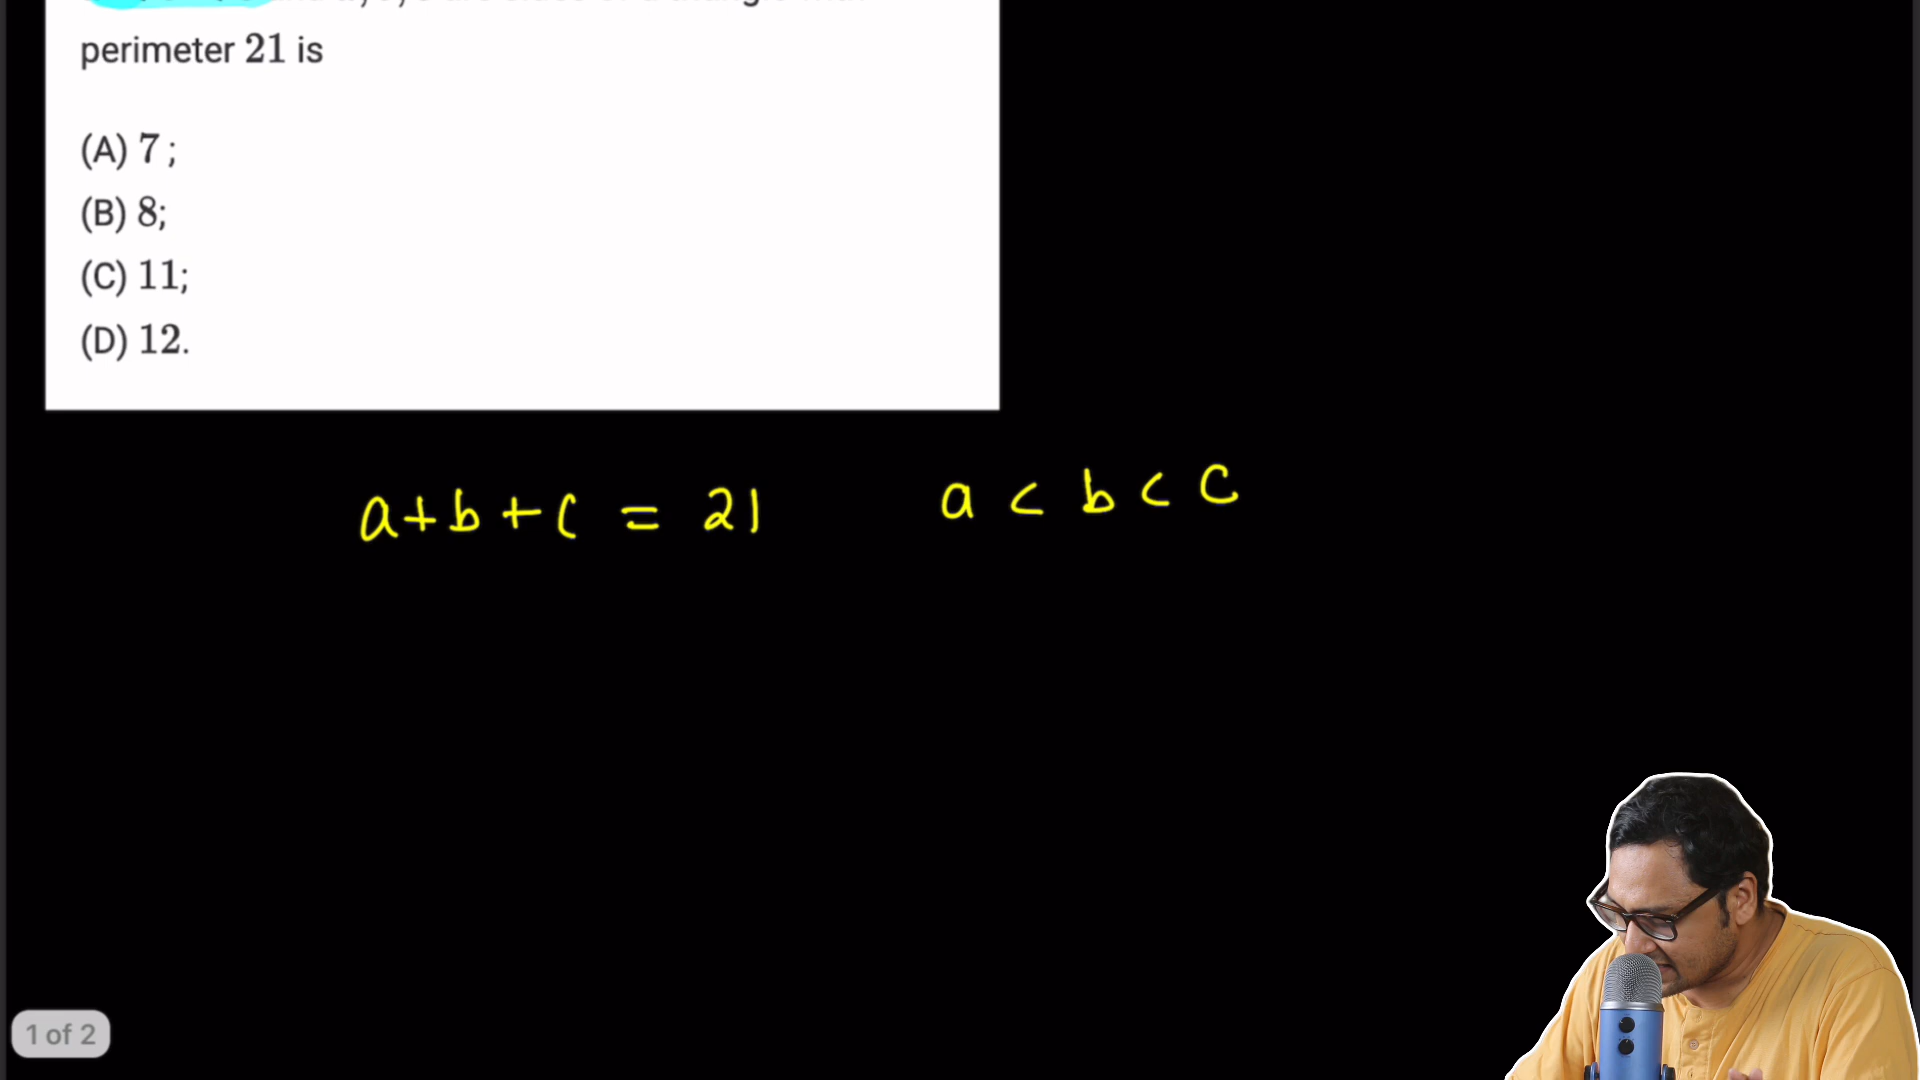 perimeter 21 is
(A) 7 ;
(B) 8;
(C) 11;
(D) 12.
a+b+c = 21
a < b < c
1 of 2